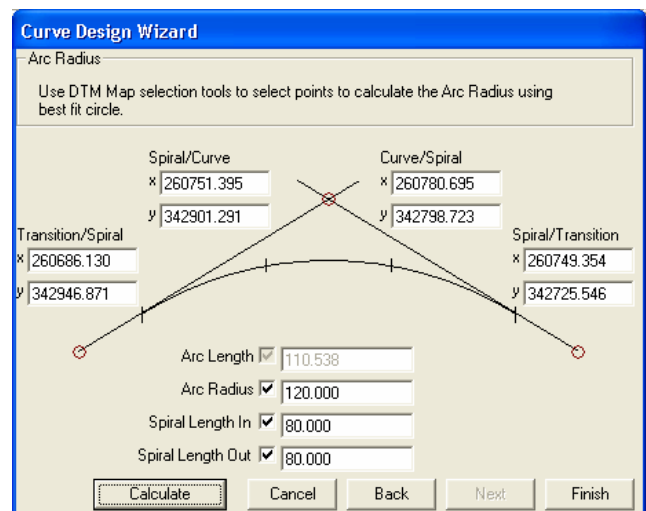 Curve Design Wizard
Arc Radius
Use DTM Map selection tools to select points to calculate the Arc Radius using
best fit circle.
Spiral/Curve
x 260751.395
y 342901.291
Curve/Spiral
x 260780.695
y 342798.723
Transition/Spiral
x 260686.130
y 342946.871
Spiral/Transition
x 260749.354
y 342725.546
Arc Length 110.538
Arc Radius 120.000
Spiral Length In 80.000
Spiral Length Out 80.000
Calculate Cancel Back Next Finish